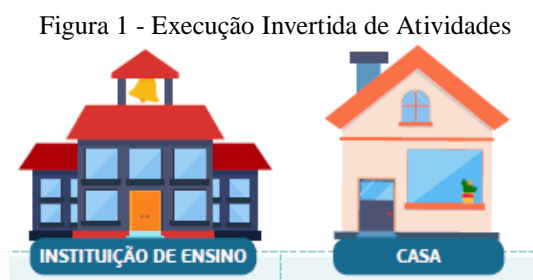 Figura 1 - Execução Invertida de Atividades
INSTITUIÇÃO DE ENSINO
CASA